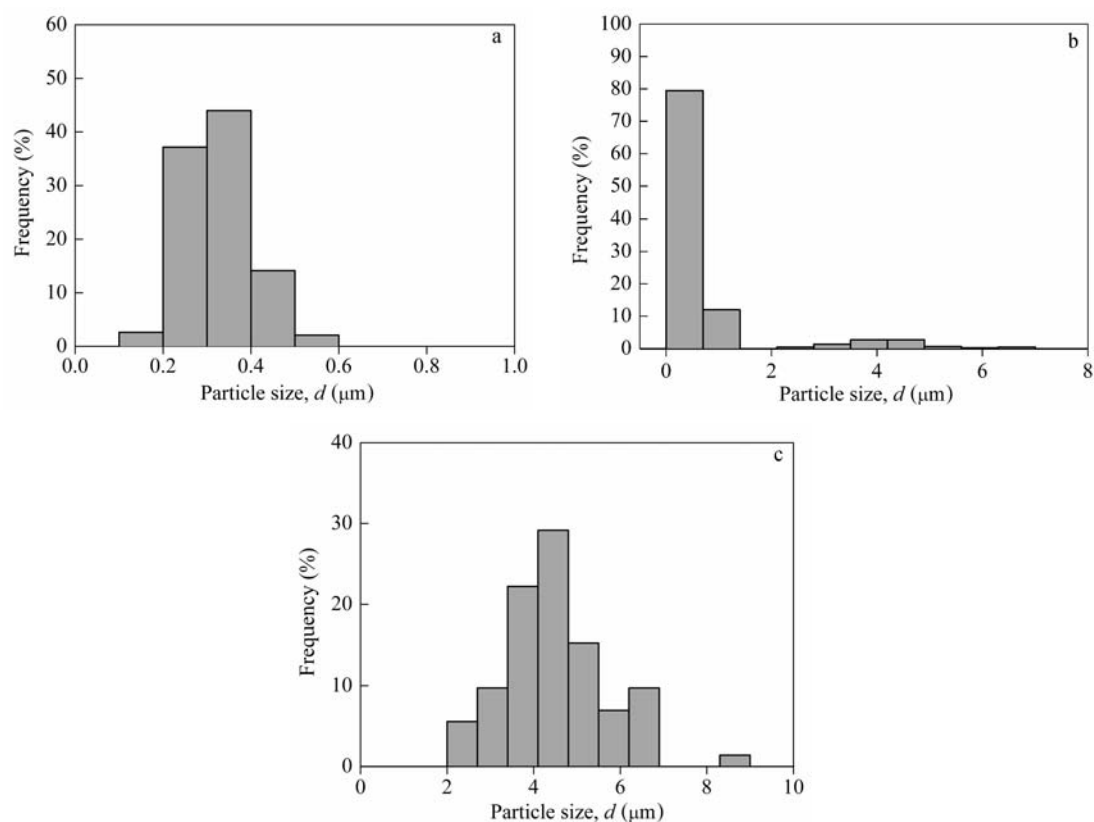 a
60
50
40
30
20
10
0
Frequency (%)
0.0 0.2 0.4 0.6 0.8 1.0
Particle size, d (μm)
b
100
90
80
70
60
50
40
30
20
10
0
Frequency (%)
0 2 4 6 8
Particle size, d (μm)
c
40
30
20
10
0
Frequency (%)
0 2 4 6 8 10
Particle size, d (μm)